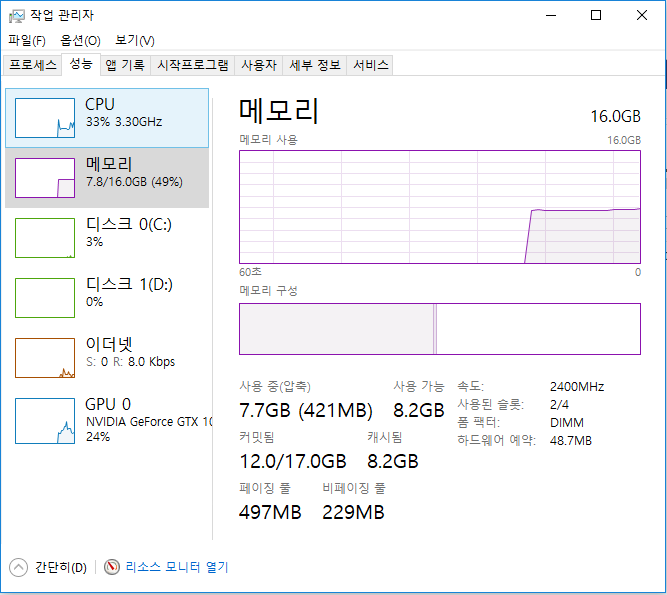 작업 관리자
파일(F) 옵션(O) 보기(V)
프로세스 성능 앱 기록 시작프로그램 사용자 세부 정보 서비스
CPU
33% 3.30GHz
메모리
7.8/16.0GB (49%)
디스크 0(C:)
3%
디스크 1(D:)
0%
이더넷
S: 0 R: 8.0 Kbps
GPU 0
NVIDIA GeForce GTX 10
24%
메모리 16.0GB
메모리 사용 16.0GB
60초 0
메모리 구성
사용 중(압축) 사용 가능
7.7GB (421MB) 8.2GB
커밋됨 캐시됨
12.0/17.0GB 8.2GB
페이징 풀 비페이징 풀
497MB 229MB
속도: 2400MHz
사용된 슬롯: 2/4
폼 팩터: DIMM
하드웨어 예약: 48.7MB
간단히(D) 리소스 모니터 열기